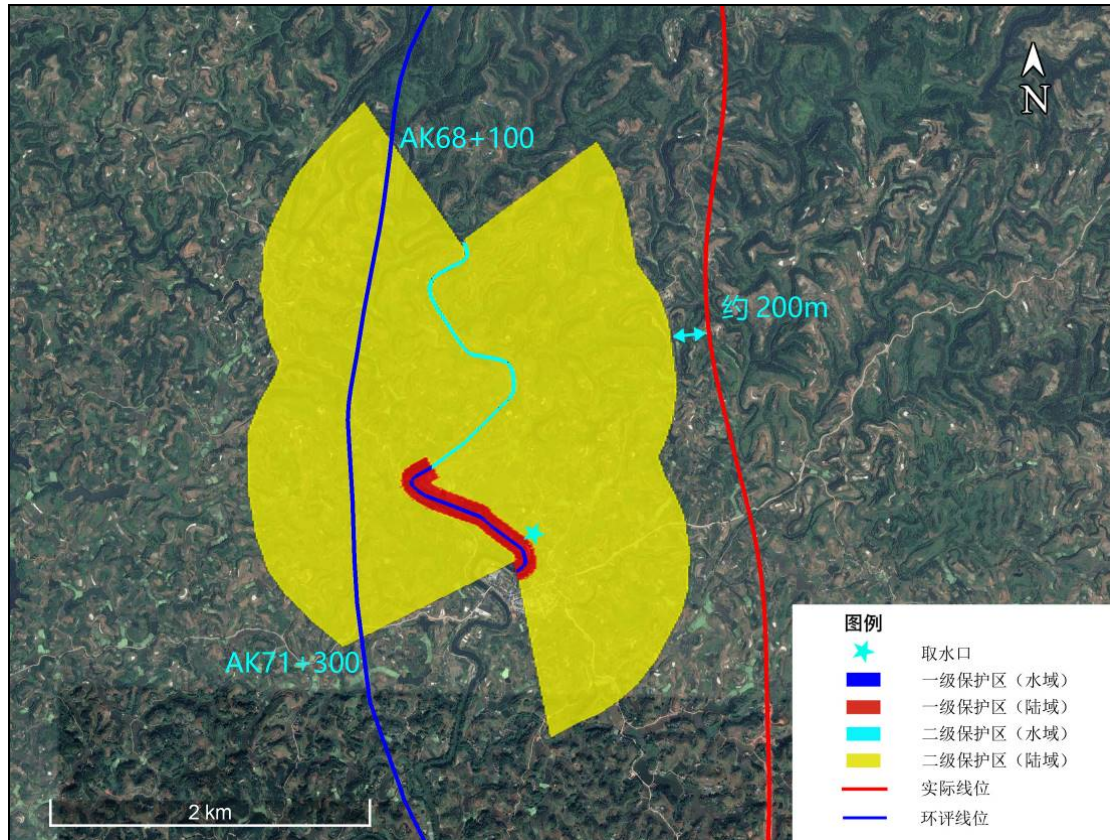 AK68+100
N
约 200m
AK71+300
2 km
图例
取水口
一级保护区（水域）
一级保护区（陆域）
二级保护区（水域）
二级保护区（陆域）
实际线位
环评线位